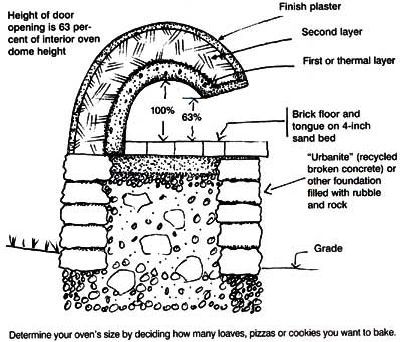 Height of door
opening is 63 per-
cent of interior oven
dome height
Finish plaster
Second layer
First or thermal layer
100%
63%
Brick floor and
tongue on 4-inch
sand bed
"Urbanite" (recycled
broken concrete) or
other foundation
filled with rubble
and rock
Grade
Determine your oven's size by deciding how many loaves, pizzas or cookies you want to bake.